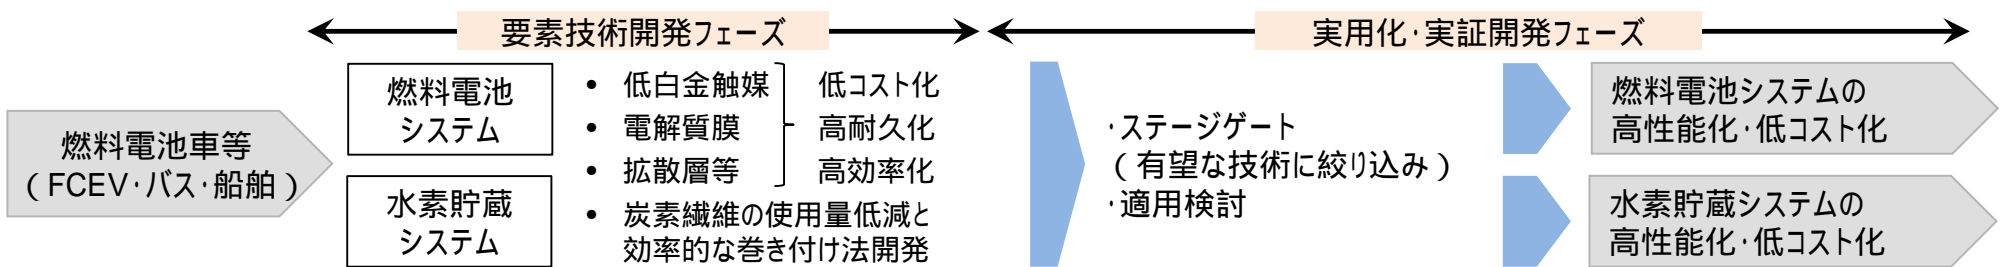 要素技術開発フェーズ
実用化・実証開発フェーズ
燃料電池車等
（FCEV・バス・船舶）
燃料電池
システム
水素貯蔵
システム
• 低白金触媒
• 電解質膜
• 拡散層等
低コスト化
高耐久化
高効率化
• 炭素繊維の使用量低減と
効率的な巻き付け法開発
・ステージゲート
（有望な技術に絞り込み）
・適用検討
燃料電池システムの
高性能化・低コスト化
水素貯蔵システムの
高性能化・低コスト化